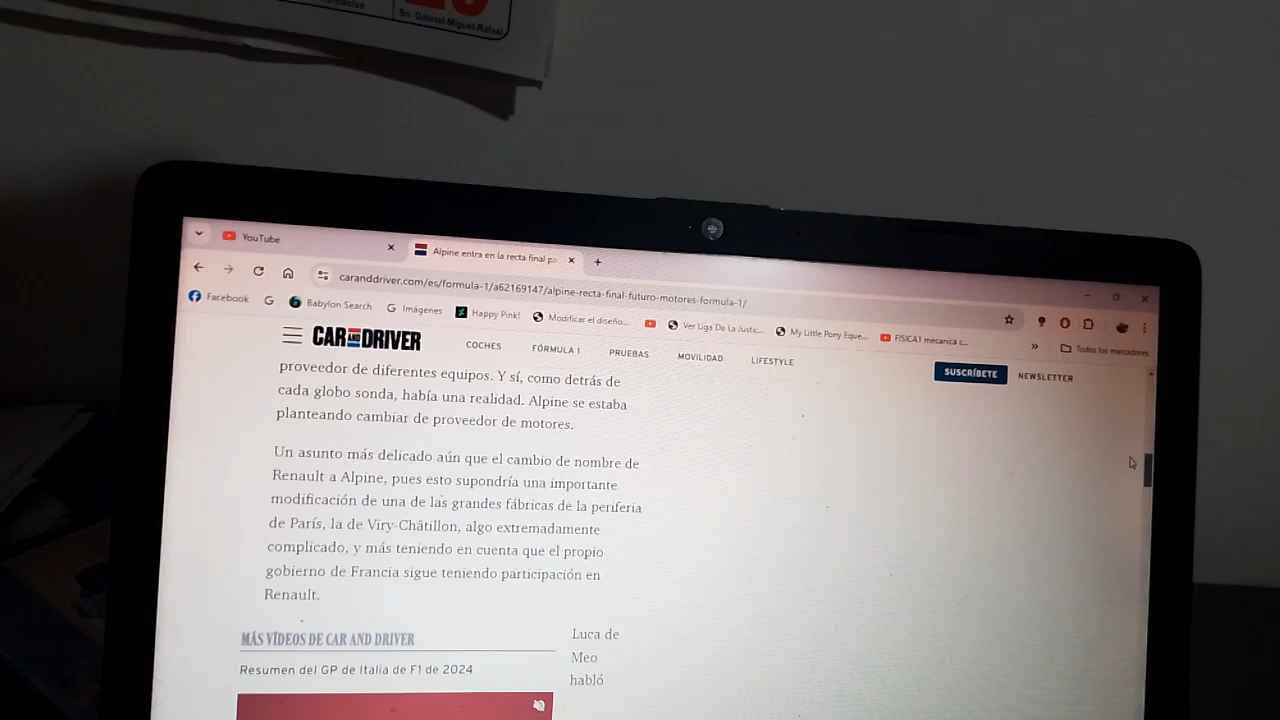 Sn. Gabriel-Miguel-Rafael
YouTube
Alpine entra en la recta final pa
caranddriver.com/es/formula-1/a62169147/alpine-recta-final-futuro-motores-formula-1/
Facebook
Babylon Search
Imágenes
Happy Pink!
Modificar el diseño...
Ver Liga De La Justic...
My Little Pony Eque...
FISICA1 mecanica c...
Todos los marcadores
CAR AND DRIVER
COCHES
FÓRMULA 1
PRUEBAS
MOVILIDAD
LIFESTYLE
SUSCRÍBETE
NEWSLETTER
proveedor de diferentes equipos. Y sí, como detrás de
cada globo sonda, había una realidad. Alpine se estaba
planteando cambiar de proveedor de motores.
Un asunto más delicado aún que el cambio de nombre de
Renault a Alpine, pues esto supondría una importante
modificación de una de las grandes fábricas de la periferia
de París, la de Viry-Châtillon, algo extremadamente
complicado, y más teniendo en cuenta que el propio
gobierno de Francia sigue teniendo participación en
Renault.
MÁS VÍDEOS DE CAR AND DRIVER
Resumen del GP de Italia de F1 de 2024
Luca de
Meo
habló